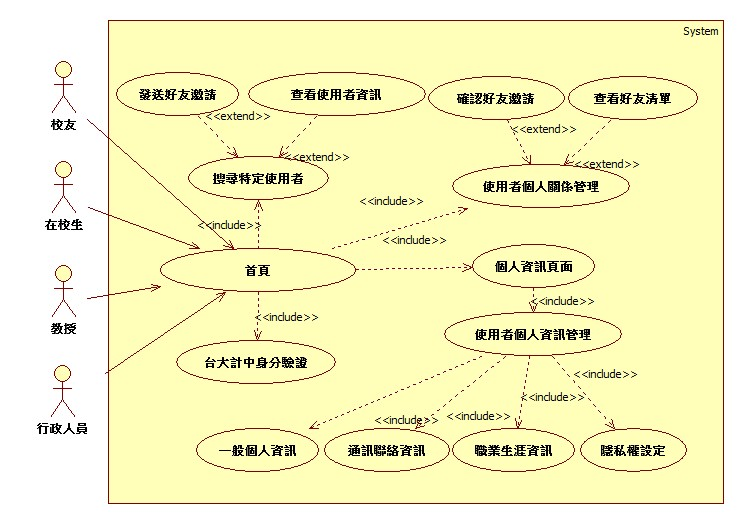 System
校友
在校生
教授
行政人員
發送好友邀請
查看使用者資訊
確認好友邀請
查看好友清單
<<extend>>
<<extend>>
<<extend>>
<<extend>>
搜尋特定使用者
使用者個人關係管理
<<include>>
<<include>>
<<include>>
首頁
個人資訊頁面
<<include>>
<<include>>
使用者個人資訊管理
台大計中身分驗證
<<include>>
<<include>>
<<include>>
<<include>>
一般個人資訊
通訊聯絡資訊
職業生涯資訊
隱私權設定